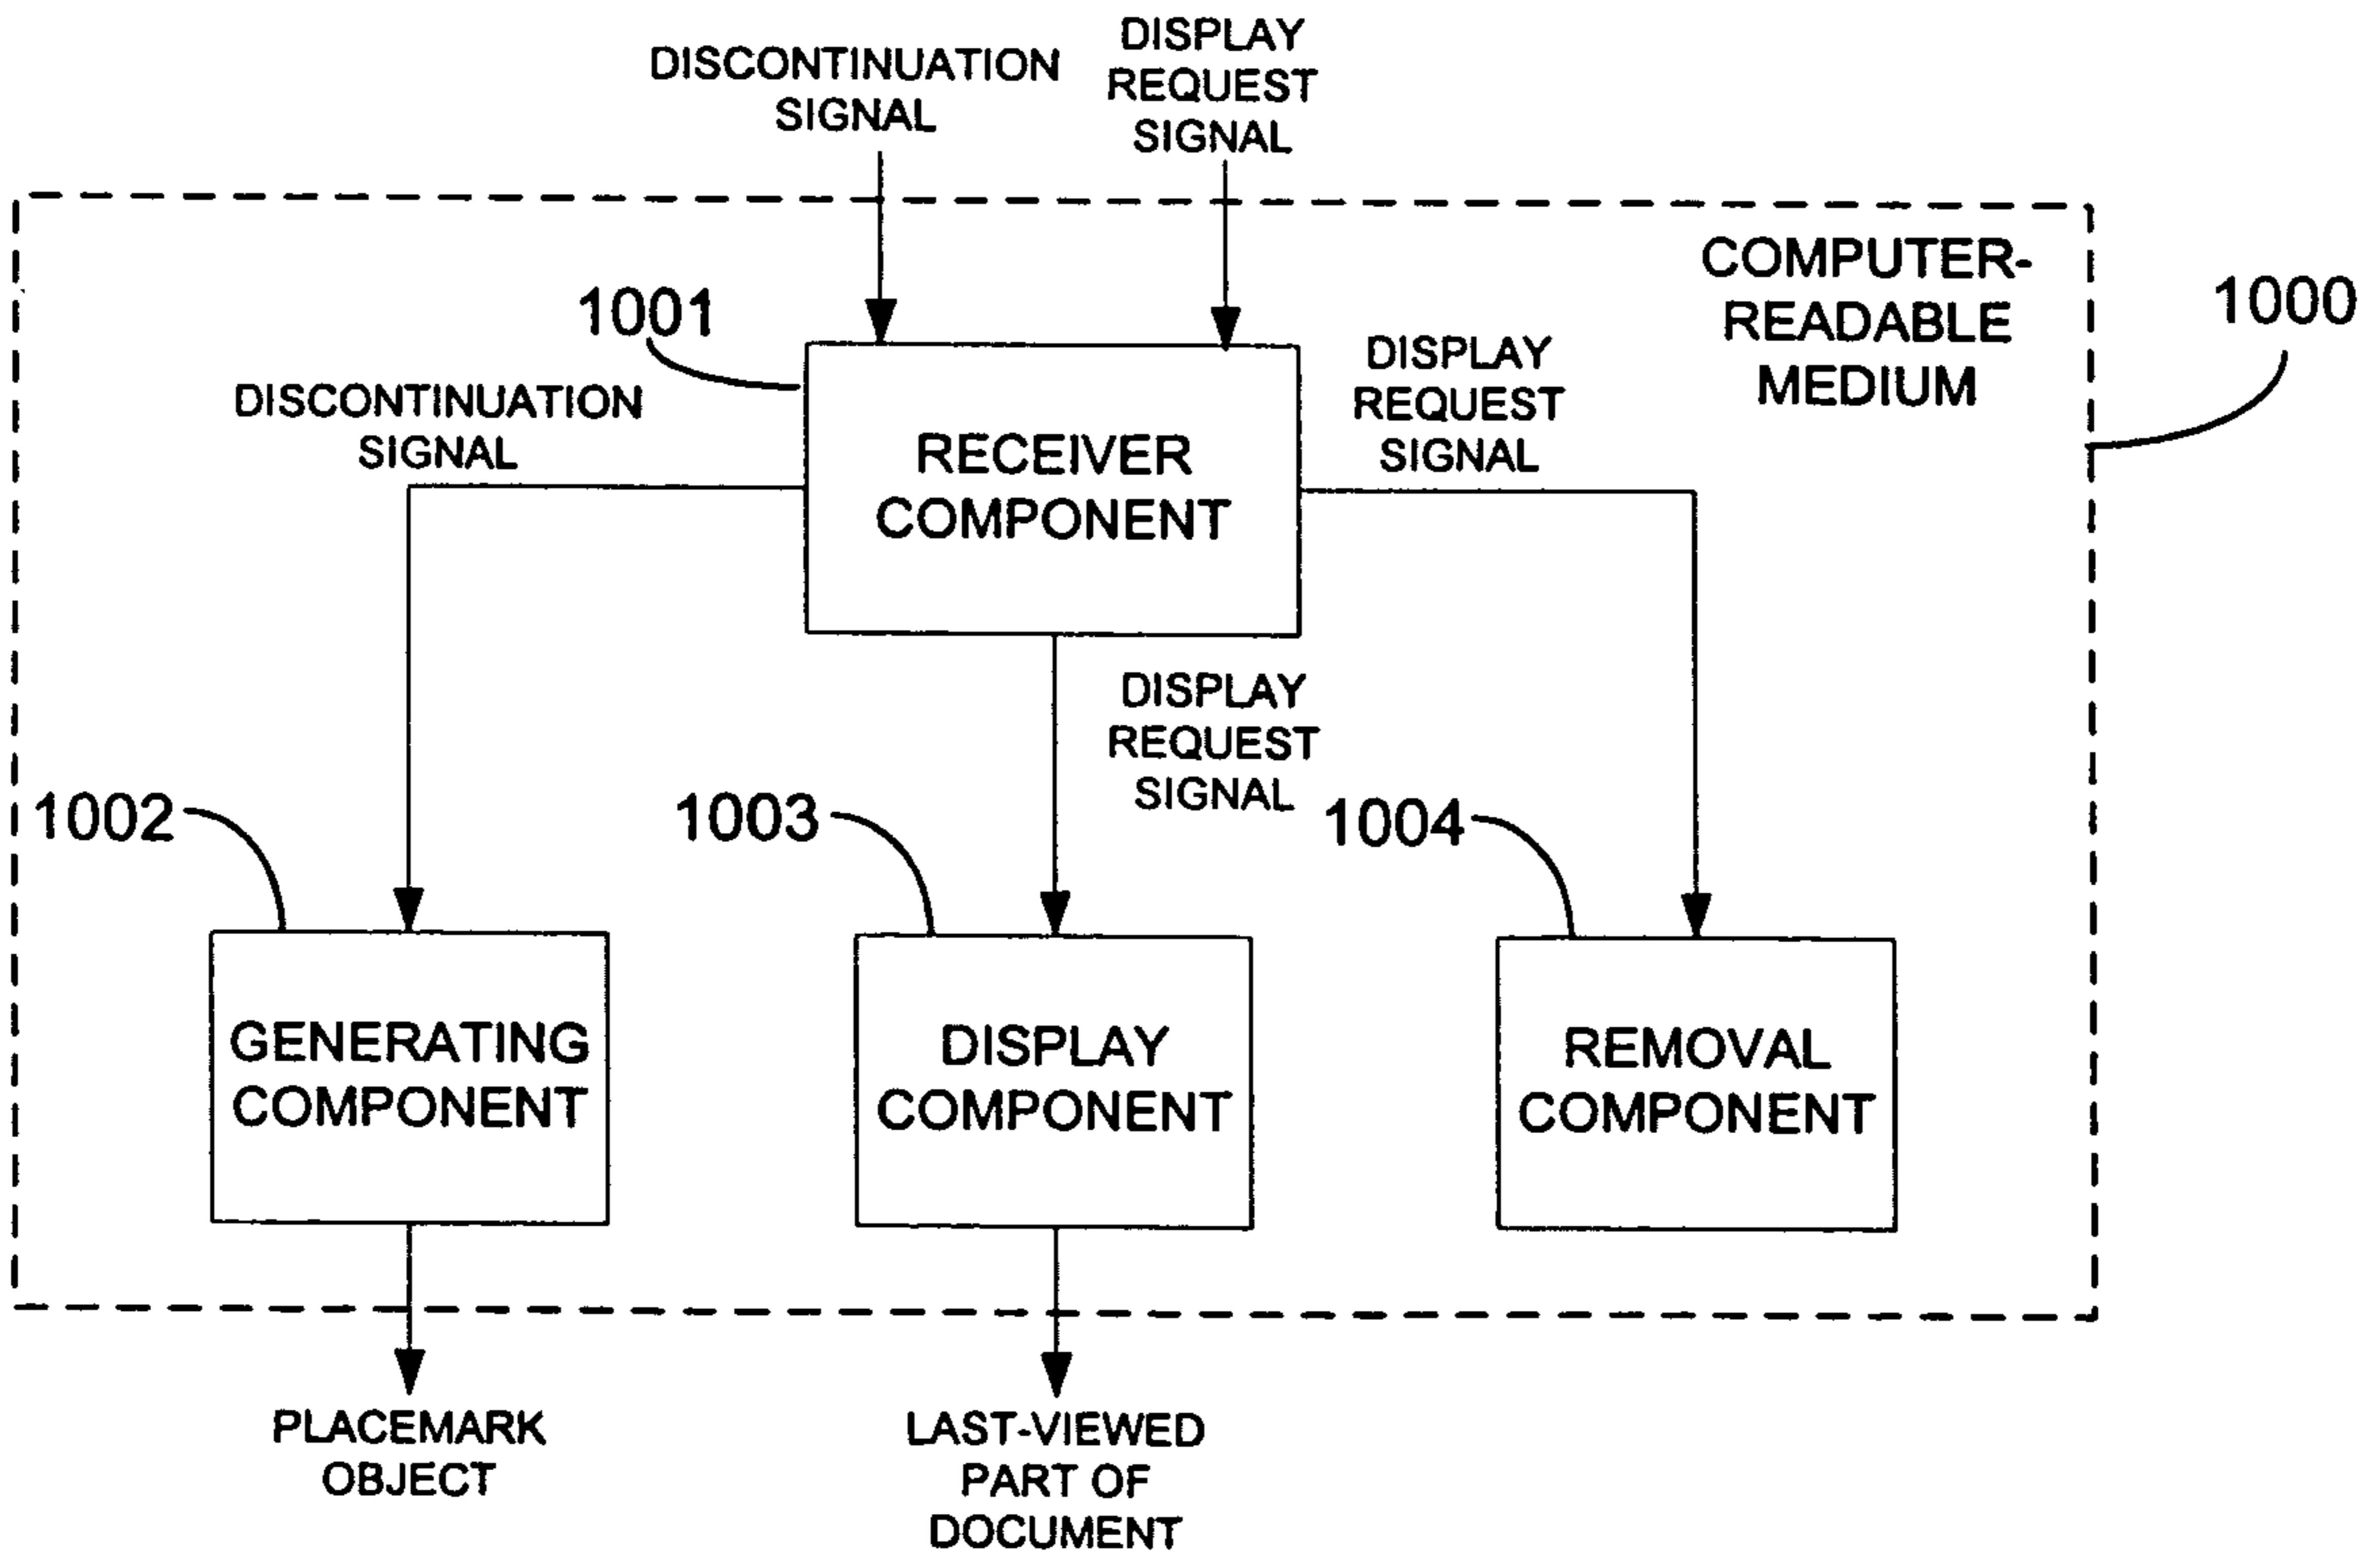 DISCONTINUATION
SIGNAL
DISPLAY
REQUEST
SIGNAL
COMPUTER-
READABLE
MEDIUM
1000
1001
DISCONTINUATION
SIGNAL
RECEIVER
COMPONENT
DISPLAY
REQUEST
SIGNAL
DISPLAY
REQUEST
SIGNAL
1002
1003
1004
GENERATING
COMPONENT
DISPLAY
COMPONENT
REMOVAL
COMPONENT
PLACEMARK
OBJECT
LAST-VIEWED
PART OF
DOCUMENT